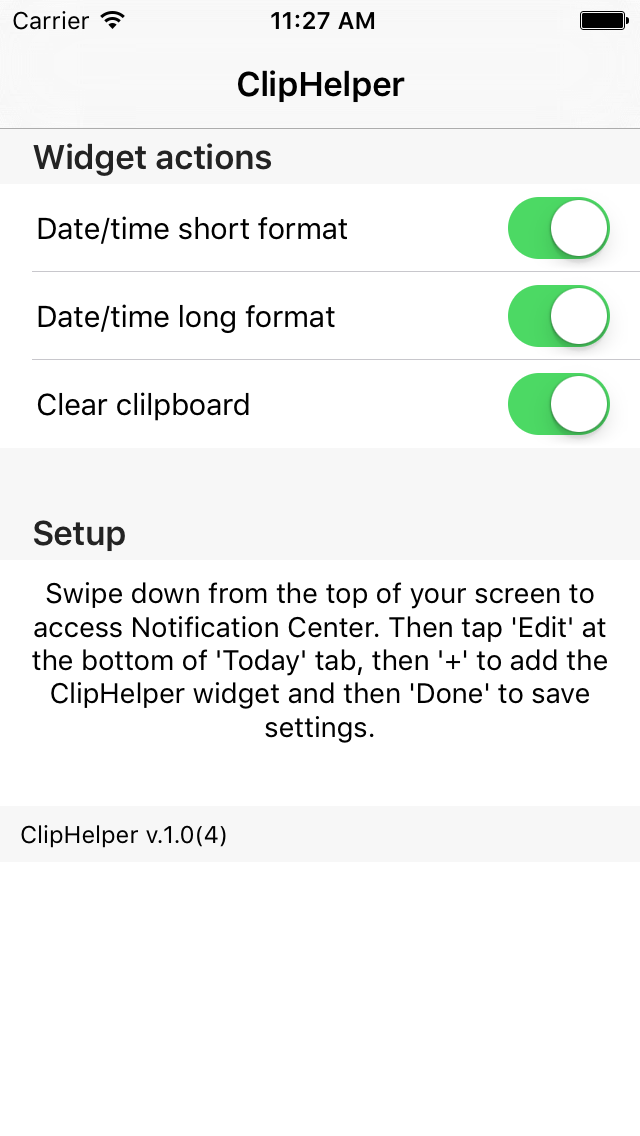 Carrier 11:27 AM
ClipHelper
Widget actions
Date/time short format
Date/time long format
Clear clilpboard
Setup
Swipe down from the top of your screen to
access Notification Center. Then tap 'Edit' at
the bottom of 'Today' tab, then '+' to add the
ClipHelper widget and then 'Done' to save
settings.
ClipHelper v.1.0(4)